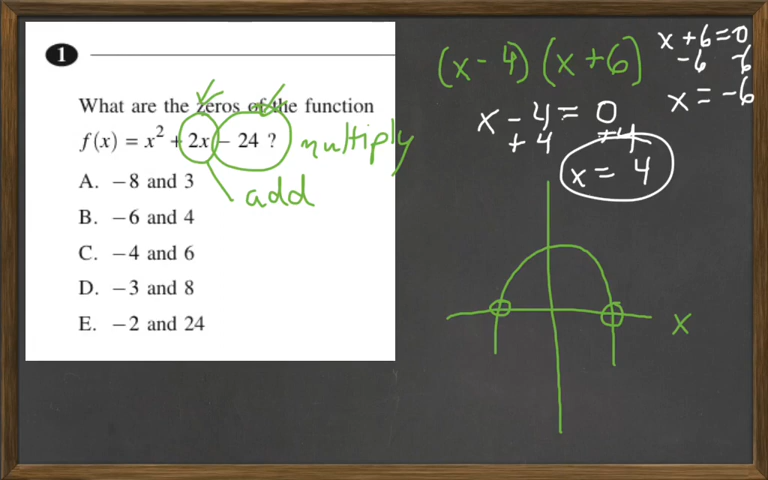 1
What are the zeros of the function
f(x) = x² + 2x − 24 ?
multiply
add
A. −8 and 3
B. −6 and 4
C. −4 and 6
D. −3 and 8
E. −2 and 24
(x - 4) (x + 6)
x - 4 = 0
+ 4 +4
x = 4
x + 6 = 0
-6 -6
x = -6
x